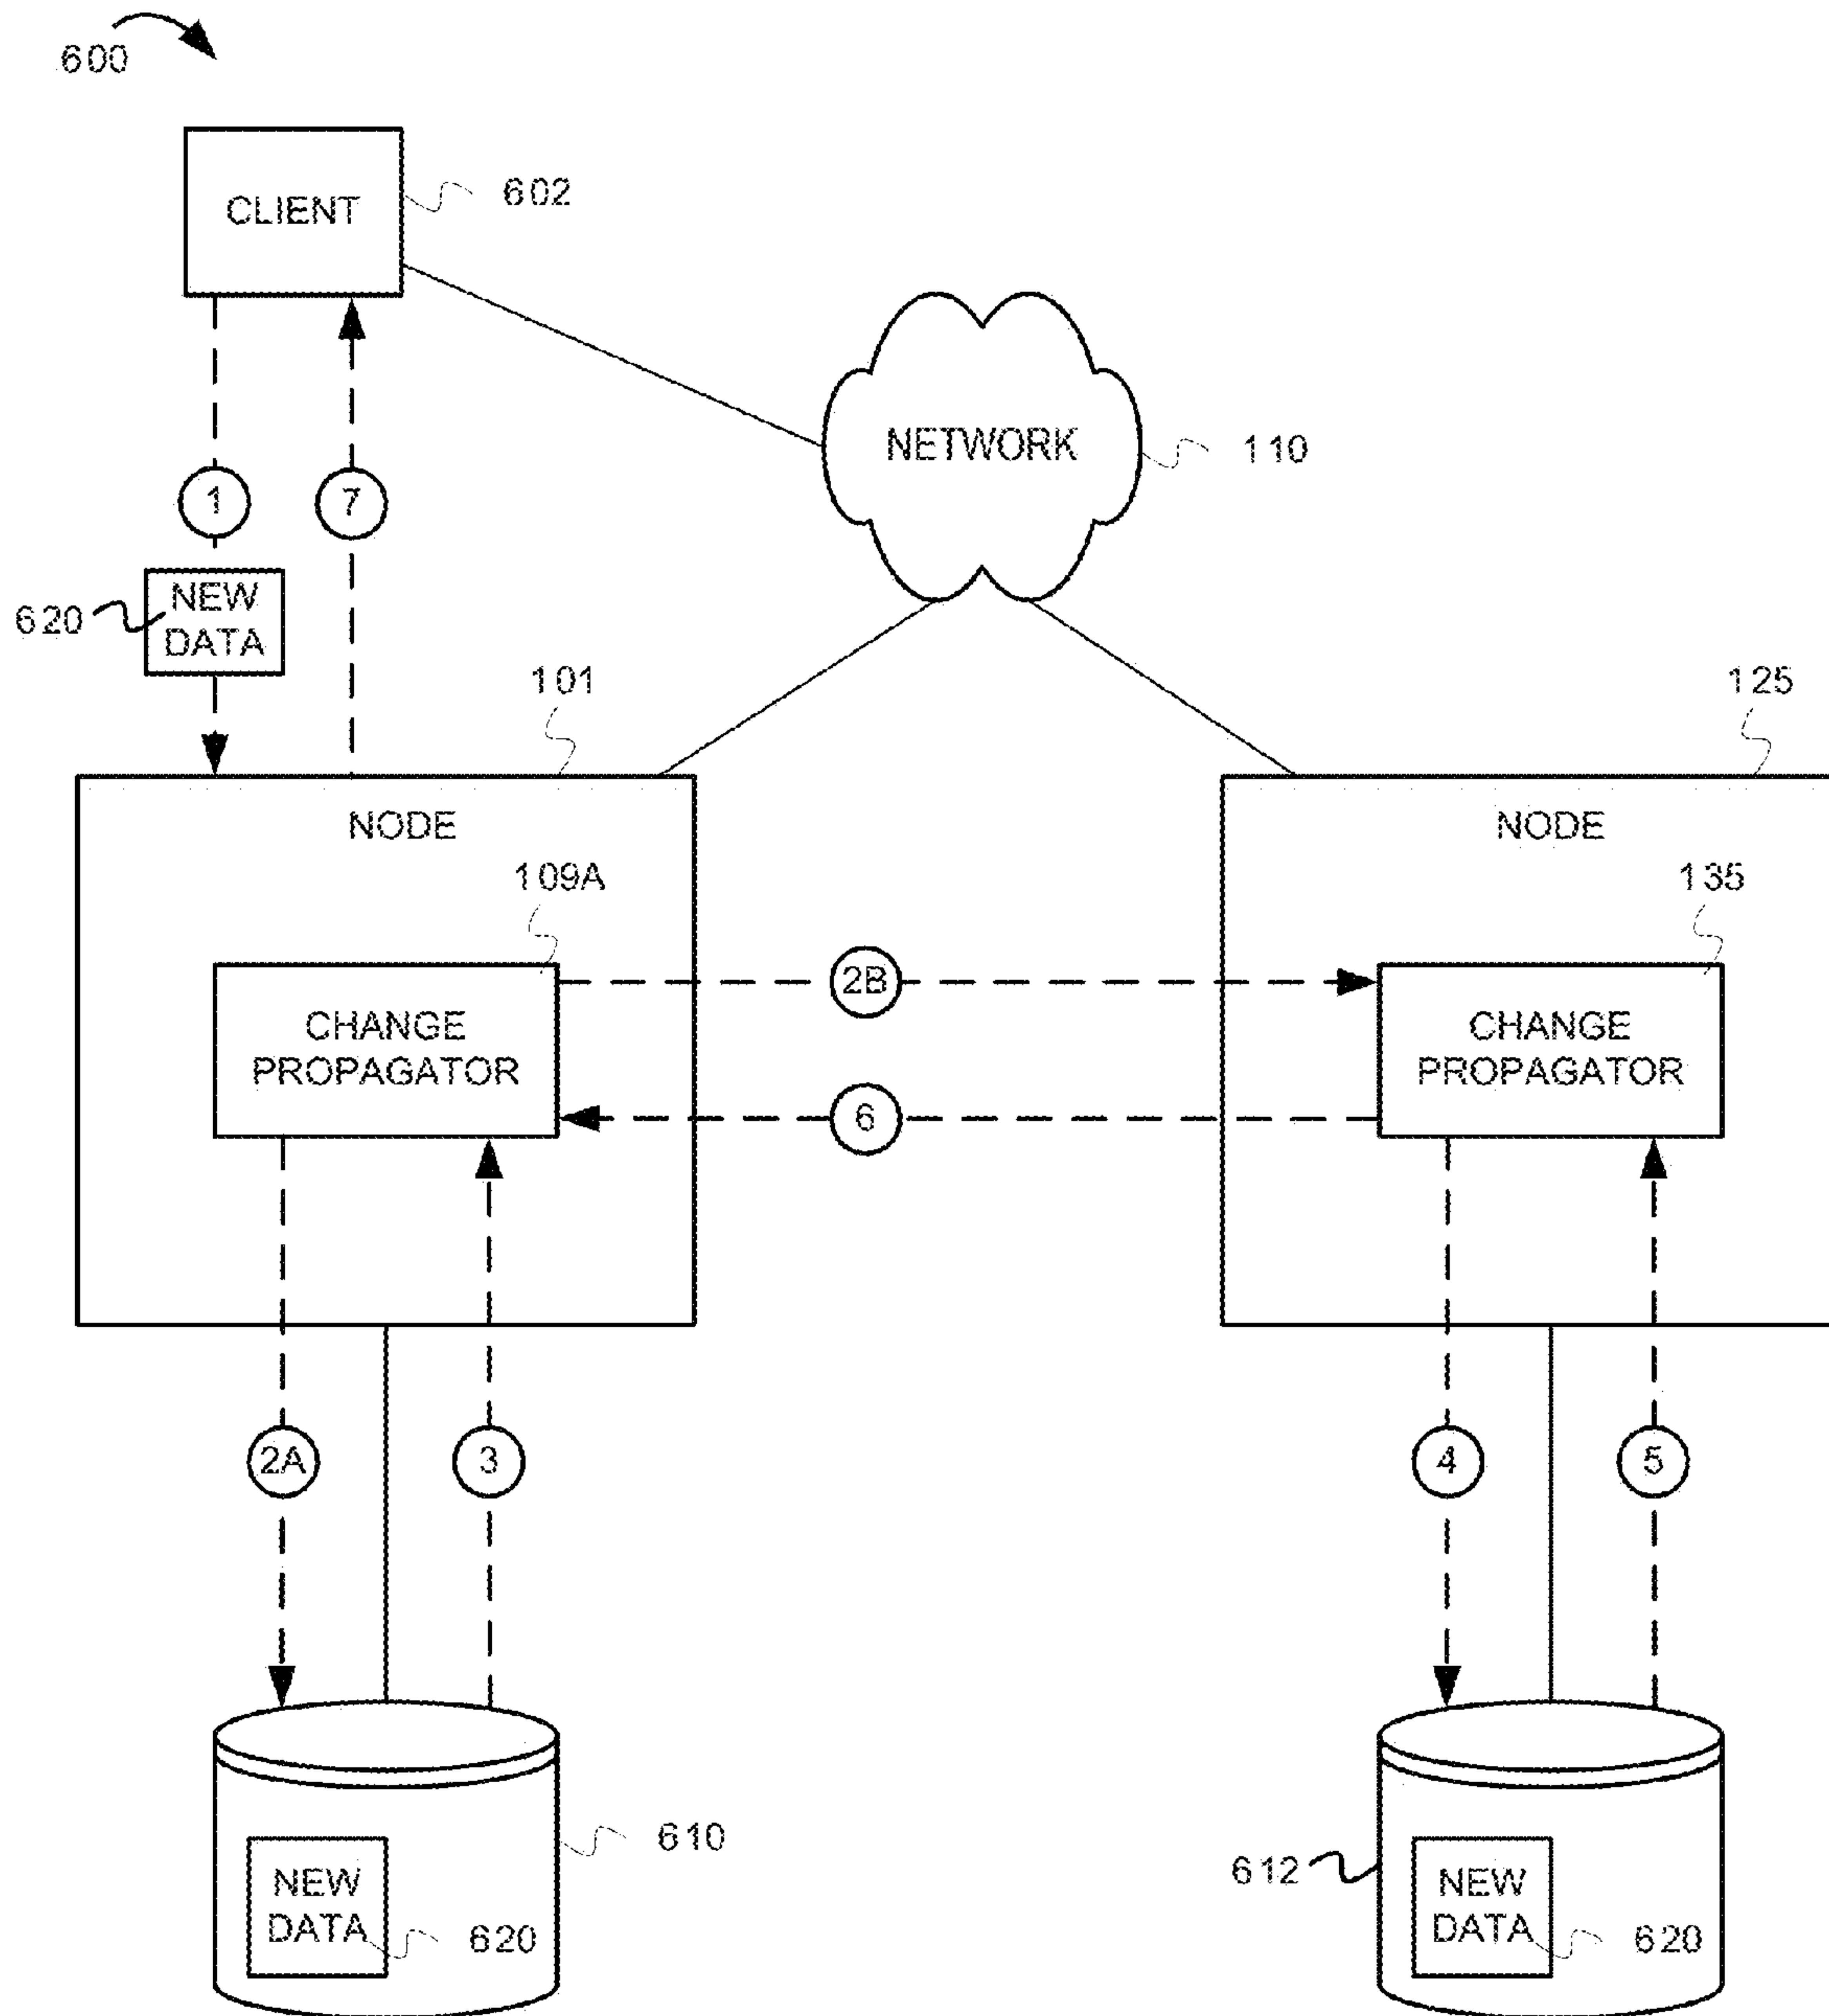 600
CLIENT
602
NETWORK
110
1
7
620
NEW
DATA
101
125
NODE
NODE
109A
135
2B
CHANGE
PROPAGATOR
CHANGE
PROPAGATOR
6
2A
3
4
5
610
612
NEW
DATA
620
NEW
DATA
620